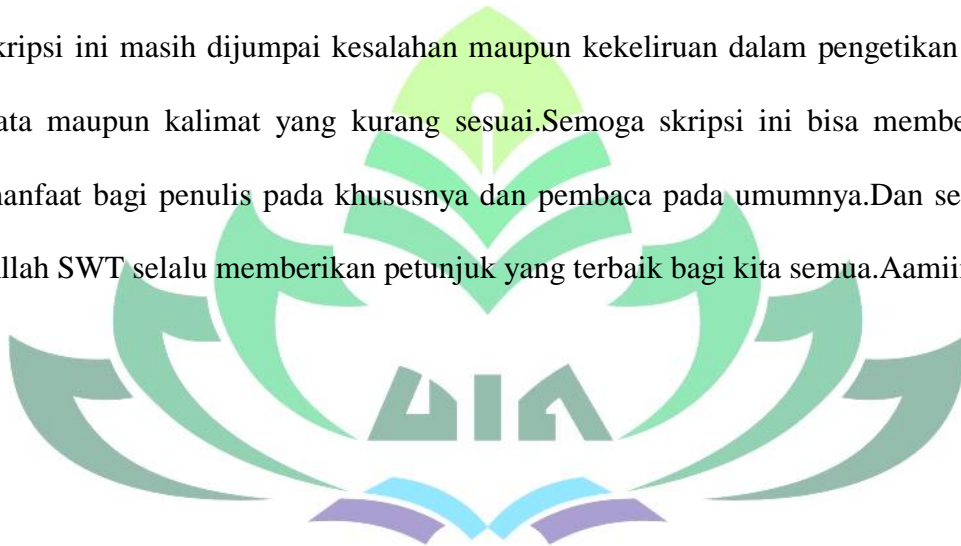 kripsi ini masih dijumpai kesalahan maupun kekeliruan dalam pengetikan
ata maupun kalimat yang kurang sesuai.Semoga skripsi ini bisa membe
anfaat bagi penulis pada khususnya dan pembaca pada umumnya.Dan se
llah SWT selalu memberikan petunjuk yang terbaik bagi kita semua.Aamii
UIN